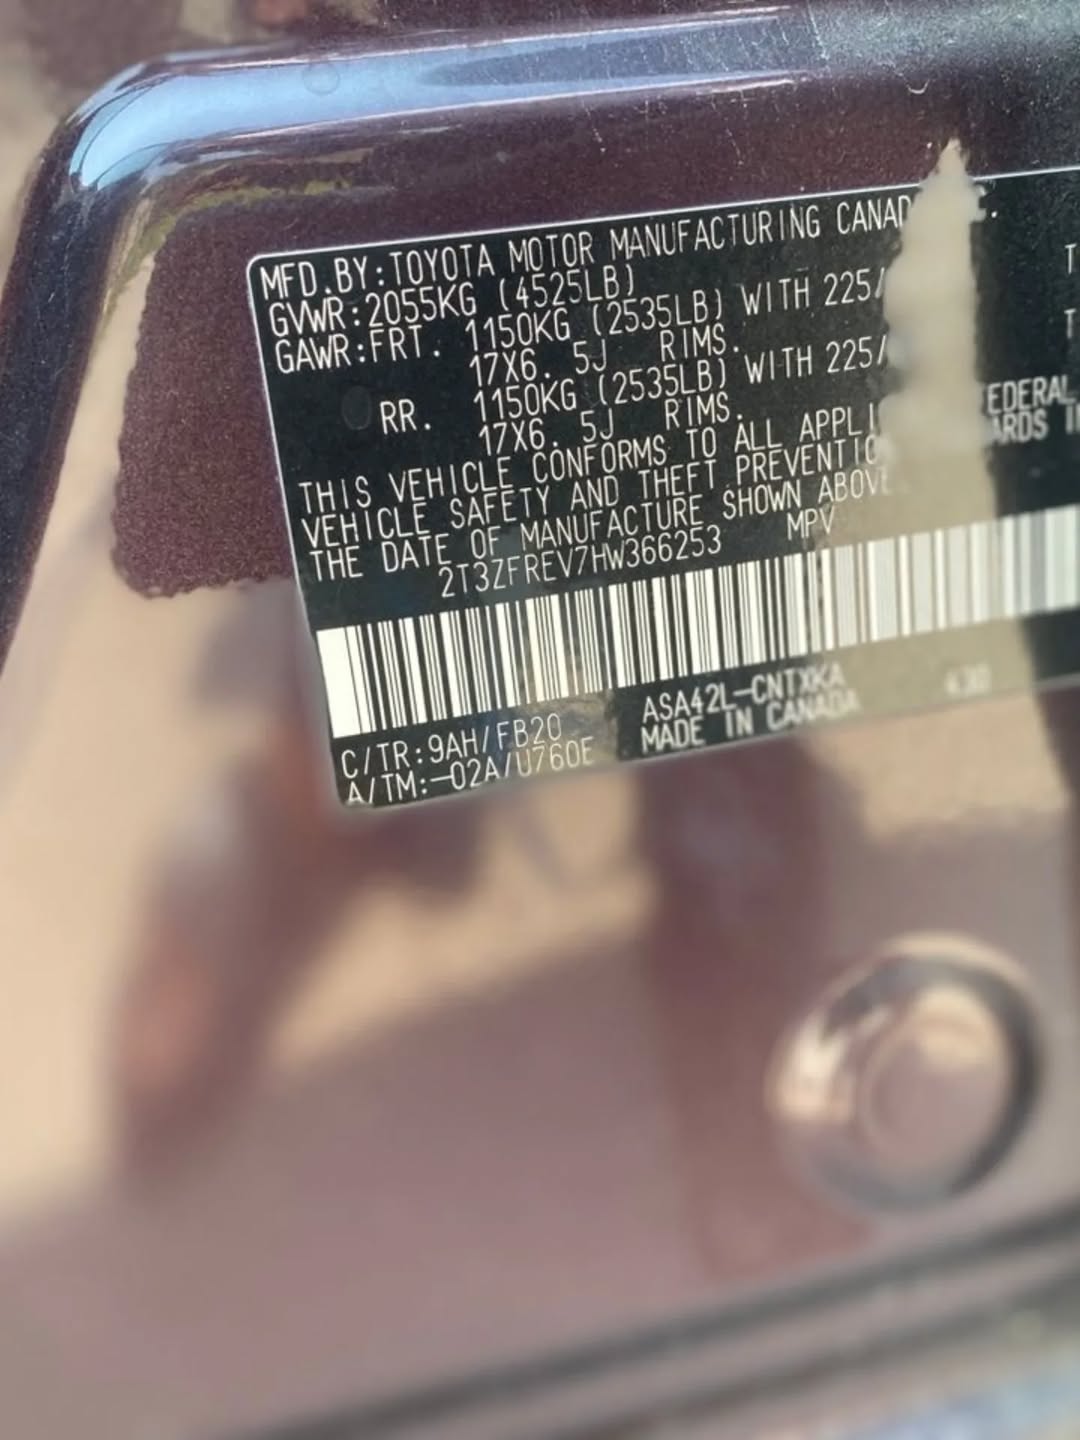 MFD.BY:TOYOTA MOTOR MANUFACTURING CANAD
GVWR:2055KG (4525LB)
GAWR:FRT. 1150KG (2535LB) WITH 225/
17X6. 5J RIMS.
RR. 1150KG (2535LB) WITH 225/
17X6. 5J RIMS.
THIS VEHICLE CONFORMS TO ALL APPLI EDERAL
VEHICLE SAFETY AND THEFT PREVENTIO ARDS I
THE DATE OF MANUFACTURE SHOWN ABOVE
2T3ZFREV7HW366253 MPV
C/TR:9AH/FB20 ASA42L-CNTXKA
A/TM:-02A/U760E MADE IN CANADA